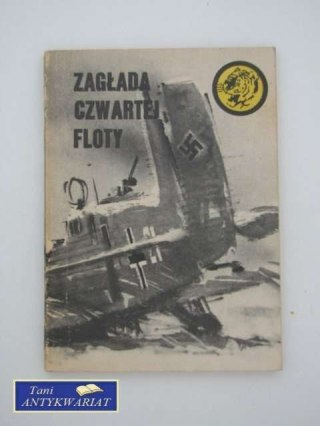 ZAGŁADA
CZWARTEJ
FLOTY
Tani
ANTYKWARIAT